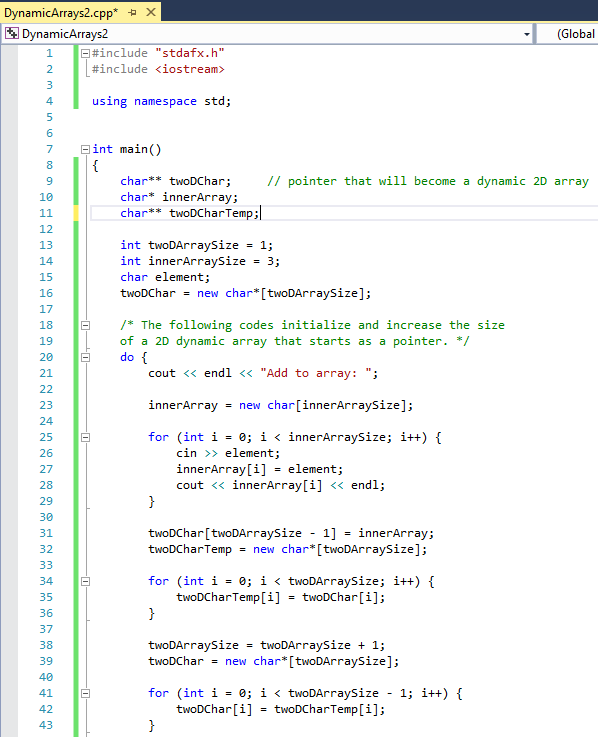 DynamicArrays2.cpp*
DynamicArrays2 (Global
1 #include "stdafx.h"
2 #include <iostream>
3
4 using namespace std;
5
6
7 int main()
8 {
9 char** twoDChar; // pointer that will become a dynamic 2D array
10 char* innerArray;
11 char** twoDCharTemp;
12
13 int twoDArraySize = 1;
14 int innerArraySize = 3;
15 char element;
16 twoDChar = new char*[twoDArraySize];
17
18 /* The following codes initialize and increase the size
19 of a 2D dynamic array that starts as a pointer. */
20 do {
21 cout << endl << "Add to array: ";
22
23 innerArray = new char[innerArraySize];
24
25 for (int i = 0; i < innerArraySize; i++) {
26 cin >> element;
27 innerArray[i] = element;
28 cout << innerArray[i] << endl;
29 }
30
31 twoDChar[twoDArraySize - 1] = innerArray;
32 twoDCharTemp = new char*[twoDArraySize];
33
34 for (int i = 0; i < twoDArraySize; i++) {
35 twoDCharTemp[i] = twoDChar[i];
36 }
37
38 twoDArraySize = twoDArraySize + 1;
39 twoDChar = new char*[twoDArraySize];
40
41 for (int i = 0; i < twoDArraySize - 1; i++) {
42 twoDChar[i] = twoDCharTemp[i];
43 }